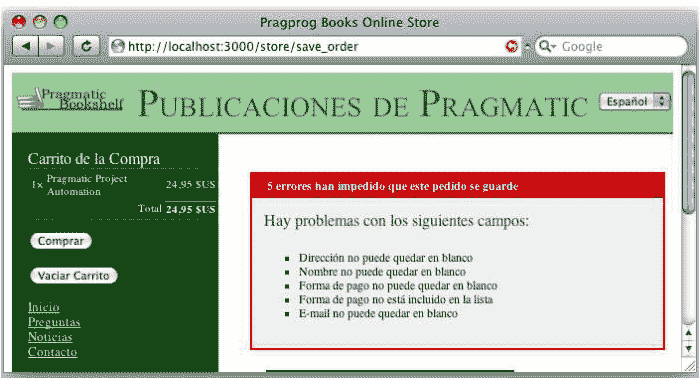 Pragprog Books Online Store
http://localhost:3000/store/save_order
Google
Pragmatic
Bookshelf
PUBLICACIONES DE PRAGMATIC
Español
Carrito de la Compra
1x Pragmatic Project 24,95 $US
Automation
Total 24,95 $US
Comprar
Vaciar Carrito
Inicio
Preguntas
Noticias
Contacto
5 errores han impedido que este pedido se guarde
Hay problemas con los siguientes campos:
Dirección no puede quedar en blanco
Nombre no puede quedar en blanco
Forma de pago no puede quedar en blanco
Forma de pago no está incluido en la lista
E-mail no puede quedar en blanco